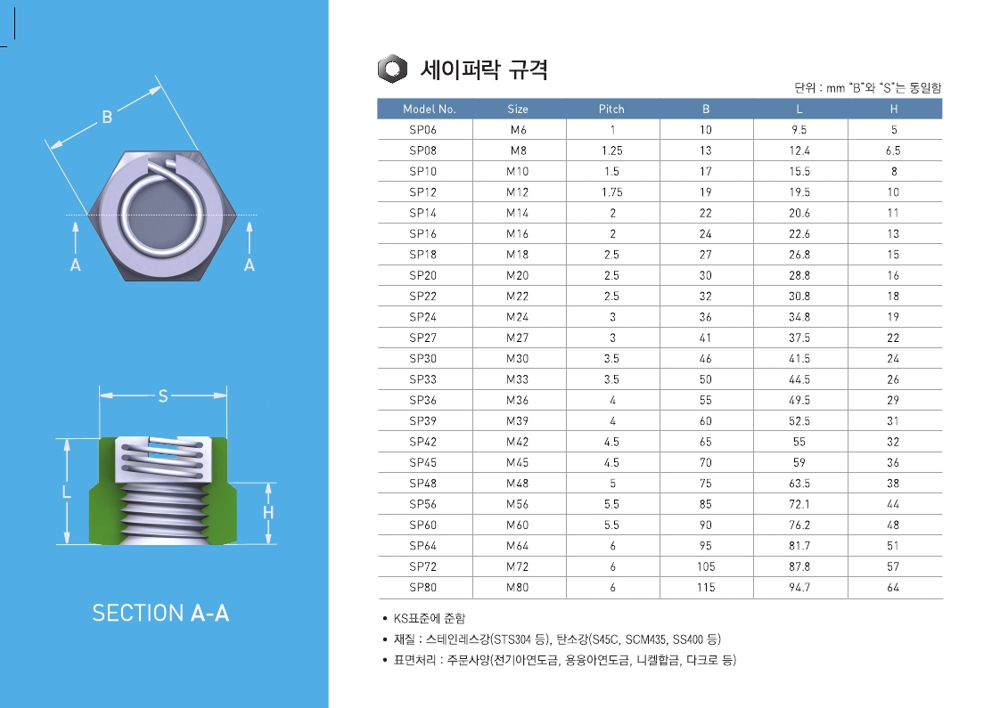 B
A
A
S
L
H
SECTION A-A
세이퍼락 규격
단위 : mm “B”와 “S”는 동일함
Model No. Size Pitch B L H
SP06 M6 1 10 9.5 5
SP08 M8 1.25 13 12.4 6.5
SP10 M10 1.5 17 15.5 8
SP12 M12 1.75 19 19.5 10
SP14 M14 2 22 20.6 11
SP16 M16 2 24 22.6 13
SP18 M18 2.5 27 26.8 15
SP20 M20 2.5 30 28.8 16
SP22 M22 2.5 32 30.8 18
SP24 M24 3 36 34.8 19
SP27 M27 3 41 37.5 22
SP30 M30 3.5 46 41.5 24
SP33 M33 3.5 50 44.5 26
SP36 M36 4 55 49.5 29
SP39 M39 4 60 52.5 31
SP42 M42 4.5 65 55 32
SP45 M45 4.5 70 59 36
SP48 M48 5 75 63.5 38
SP56 M56 5.5 85 72.1 44
SP60 M60 5.5 90 76.2 48
SP64 M64 6 95 81.7 51
SP72 M72 6 105 87.8 57
SP80 M80 6 115 94.7 64
• KS표준에 준함
• 재질 : 스테인레스강(STS304 등), 탄소강(S45C, SCM435, SS400 등)
• 표면처리 : 주문사양(전기아연도금, 용융아연도금, 니켈합금, 다크로 등)